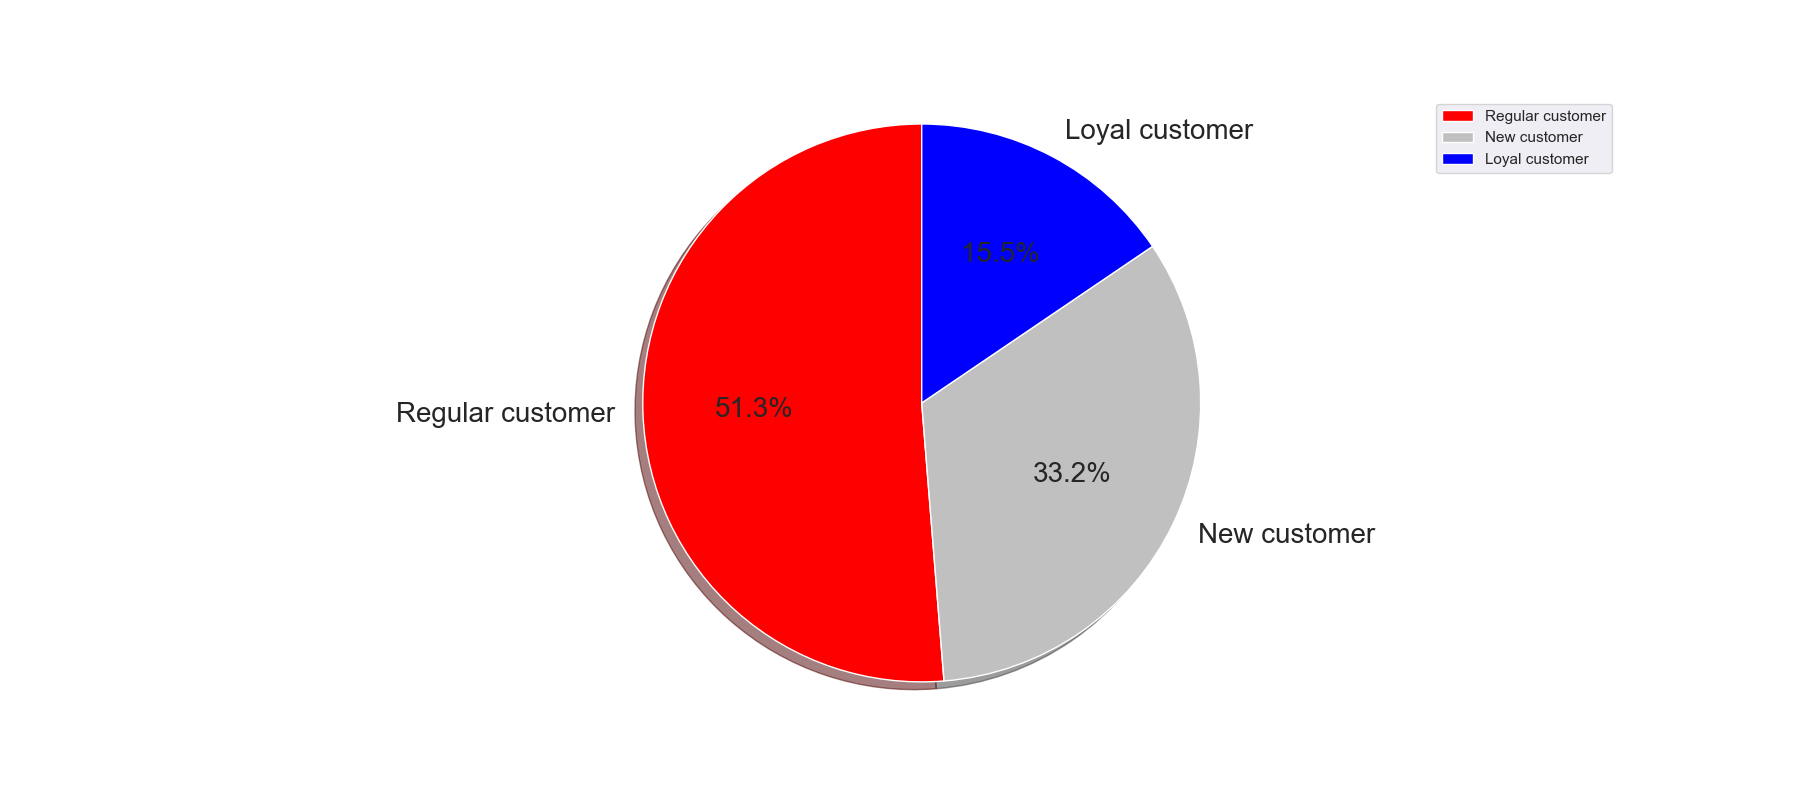 Loyal customer
Regular customer
New customer
Loyal customer
15.5%
51.3%
Regular customer
33.2%
New customer